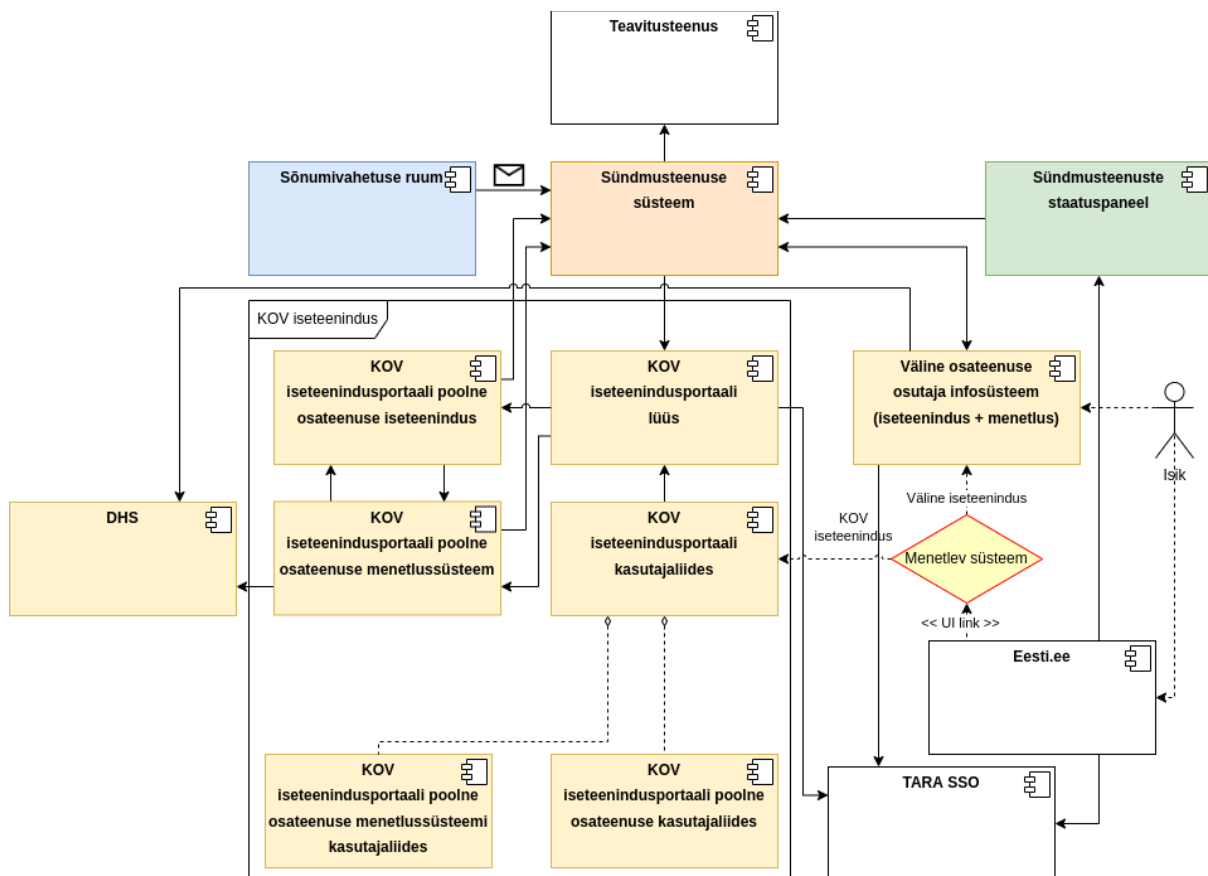 Teavitusteenus
Sõnumivahetuse ruum
Sündmusteenuse
süsteem
Sündmusteenuste
staatuspaneel
KOV iseteenindus
KOV
iseteenindusportaali poolne
osateenuse iseteenindus
KOV
iseteenindusportaali
lüüs
Väline osateenuse
osutaja infosüsteem
(iseteenindus + menetlus)
Isik
DHS
KOV
iseteenindusportaali poolne
osateenuse menetlussüsteem
KOV
iseteenindusportaali
kasutajaliides
KOV
iseteenindus
Väline iseteenindus
Menetlev süsteem
<< UI link >>
Eesti.ee
KOV
iseteenindusportaali poolne
osateenuse menetlussüsteemi
kasutajaliides
KOV
iseteenindusportaali poolne
osateenuse kasutajaliides
TARA SSO